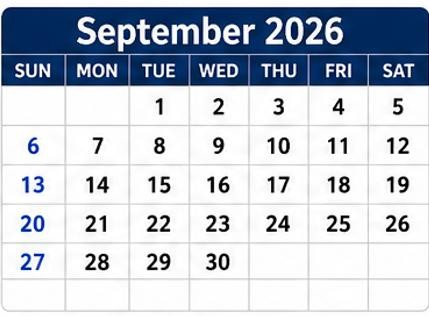 September 2026
SUN MON TUE WED THU FRI SAT
1 2 3 4 5
6 7 8 9 10 11 12
13 14 15 16 17 18 19
20 21 22 23 24 25 26
27 28 29 30